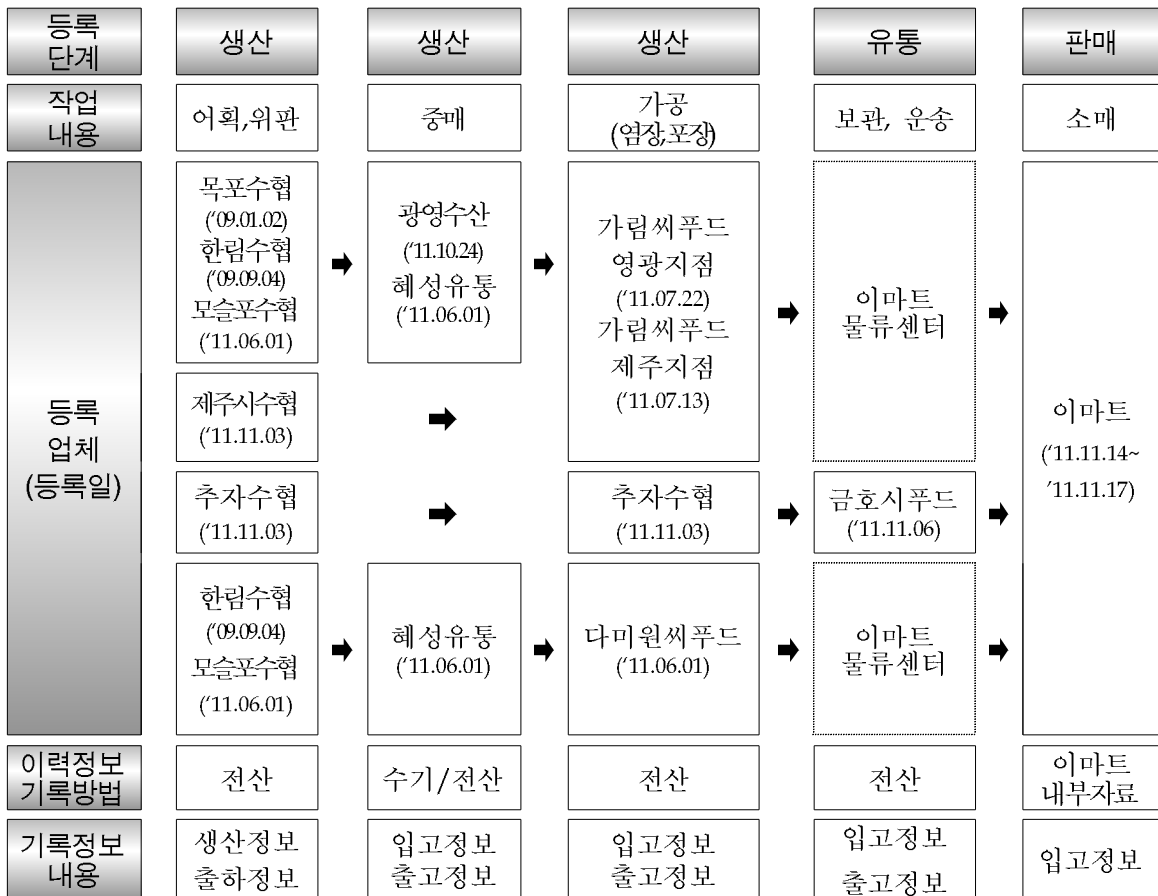 등록
단계
생산
생산
생산
유통
판매
작업
내용
어획,위판
중매
가공
(염장,포장)
보관, 운송
소매
등록
업체
(등록일)
목포수협
('09.01.02)
한림수협
('09.09.04)
모슬포수협
('11.06.01)
광영수산
('11.10.24)
혜성유통
('11.06.01)
가림씨푸드
영광지점
('11.07.22)
가림씨푸드
제주지점
('11.07.13)
이마트
물류센터
이마트
('11.11.14~
'11.11.17)
제주시수협
('11.11.03)
추자수협
('11.11.03)
추자수협
('11.11.03)
금호시푸드
('11.11.06)
한림수협
('09.09.04)
모슬포수협
('11.06.01)
혜성유통
('11.06.01)
다미원씨푸드
('11.06.01)
이마트
물류센터
이력정보
기록방법
전산
수기/전산
전산
전산
이마트
내부자료
기록정보
내용
생산정보
출하정보
입고정보
출고정보
입고정보
출고정보
입고정보
출고정보
입고정보